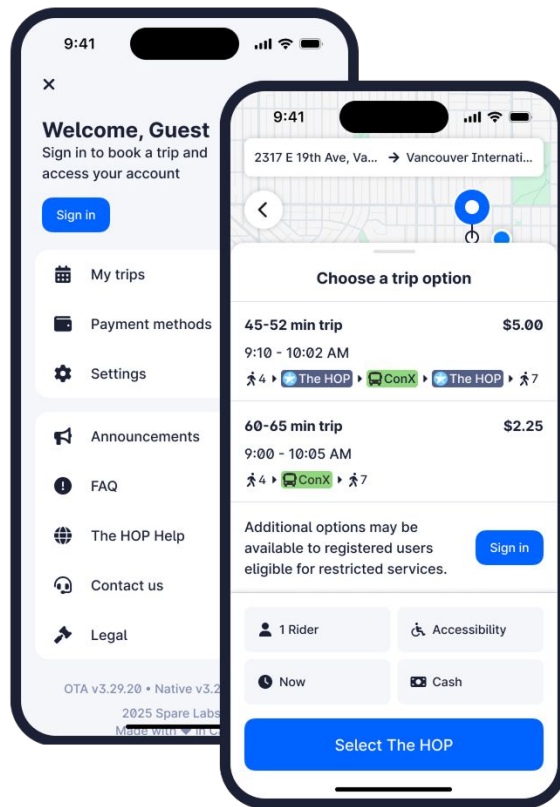 9:41
Welcome, Guest
Sign in to book a trip and
access your account
Sign in
My trips
Payment methods
Settings
Announcements
FAQ
The HOP Help
Contact us
Legal
OTA v3.29.20 • Native v3.2
2025 Spare Labs
Made with ♥ in C
9:41
2317 E 19th Ave, Va... → Vancouver Internati...
Choose a trip option
45-52 min trip $5.00
9:10 - 10:02 AM
4 The HOP ConX The HOP 7
60-65 min trip $2.25
9:00 - 10:05 AM
4 ConX 7
Additional options may be
available to registered users
eligible for restricted services.
Sign in
1 Rider Accessibility
Now Cash
Select The HOP